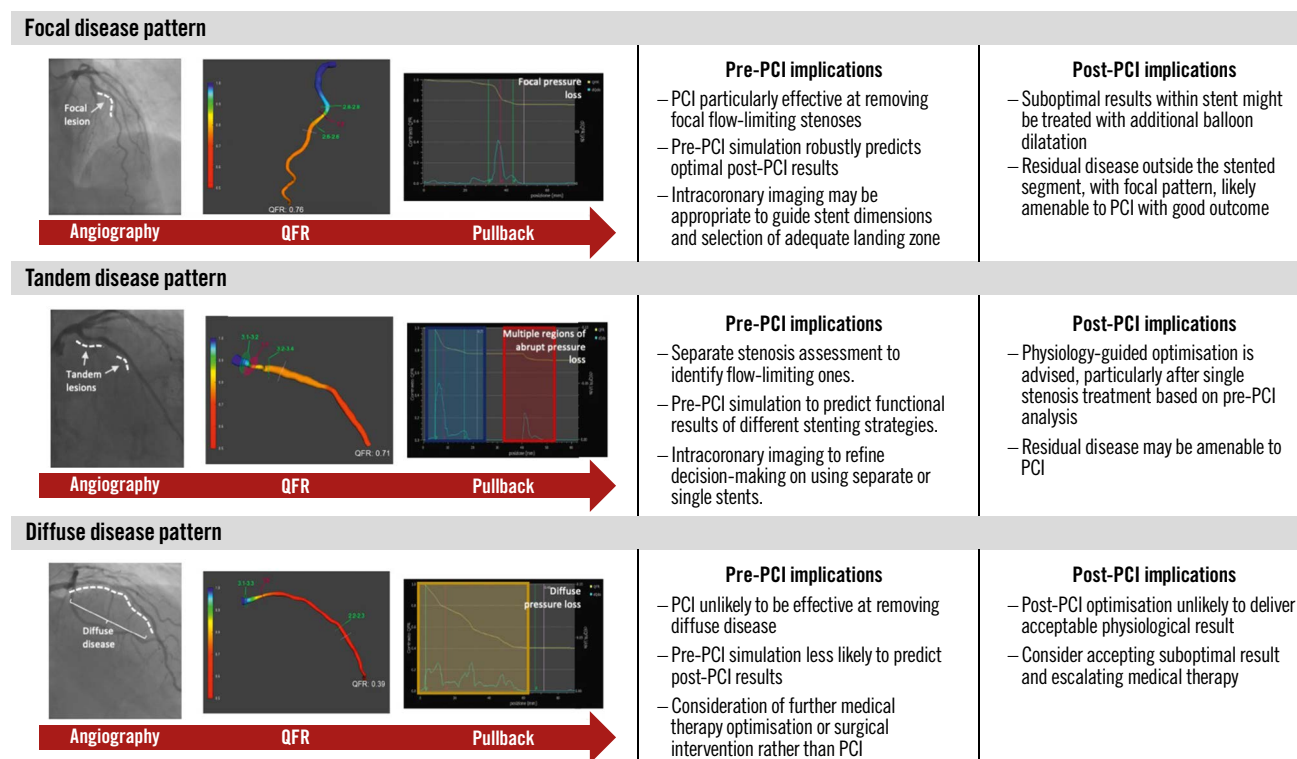 Focal disease pattern
Focal
lesion
QFR: 0.76
Focal pressure
loss
Angiography
QFR
Pullback
Pre-PCI implications
– PCI particularly effective at removing
focal flow-limiting stenoses
– Pre-PCI simulation robustly predicts
optimal post-PCI results
– Intracoronary imaging may be
appropriate to guide stent dimensions
and selection of adequate landing zone
Post-PCI implications
– Suboptimal results within stent might
be treated with additional balloon
dilatation
– Residual disease outside the stented
segment, with focal pattern, likely
amenable to PCI with good outcome
Tandem disease pattern
Tandem
lesions
QFR: 0.71
Multiple regions of
abrupt pressure
loss
Angiography
QFR
Pullback
Pre-PCI implications
– Separate stenosis assessment to
identify flow-limiting ones.
– Pre-PCI simulation to predict functional
results of different stenting strategies.
– Intracoronary imaging to refine
decision-making on using separate or
single stents.
Post-PCI implications
– Physiology-guided optimisation is
advised, particularly after single
stenosis treatment based on pre-PCI
analysis
– Residual disease may be amenable to
PCI
Diffuse disease pattern
Diffuse
disease
QFR: 0.39
Diffuse
pressure loss
Angiography
QFR
Pullback
Pre-PCI implications
– PCI unlikely to be effective at removing
diffuse disease
– Pre-PCI simulation less likely to predict
post-PCI results
– Consideration of further medical
therapy optimisation or surgical
intervention rather than PCI
Post-PCI implications
– Post-PCI optimisation unlikely to deliver
acceptable physiological result
– Consider accepting suboptimal result
and escalating medical therapy